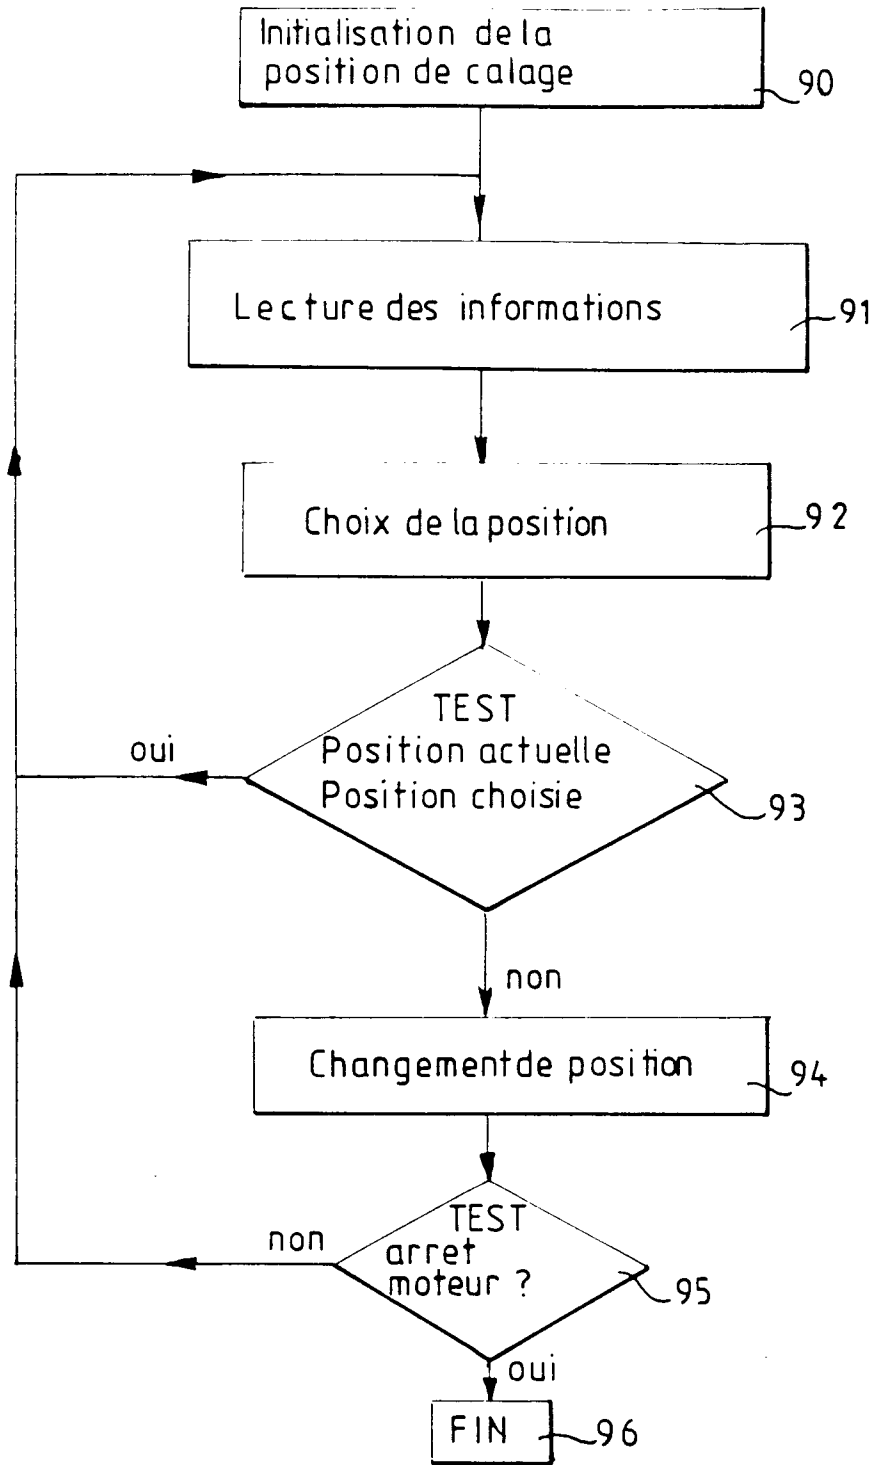 Initialisation de la
position de calage
90
Lecture des informations
91
Choix de la position
92
TEST
Position actuelle
Position choisie
93
oui
non
Changement de position
94
TEST
arret
moteur ?
95
non
oui
FIN
96